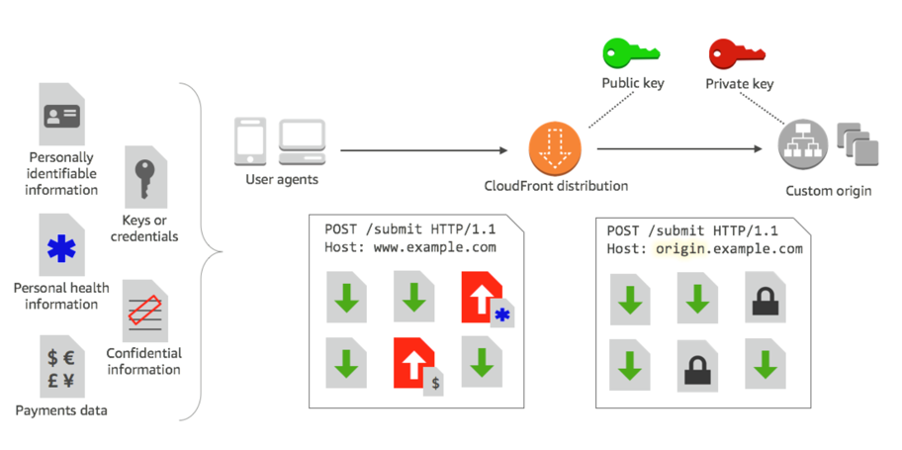 Public key
Private key
Personally
identifiable
information
Keys or
credentials
Personal health
information
Confidential
information
$ €
£ ¥
Payments data
User agents
CloudFront distribution
Custom origin
POST /submit HTTP/1.1
Host: www.example.com
$
POST /submit HTTP/1.1
Host: origin.example.com